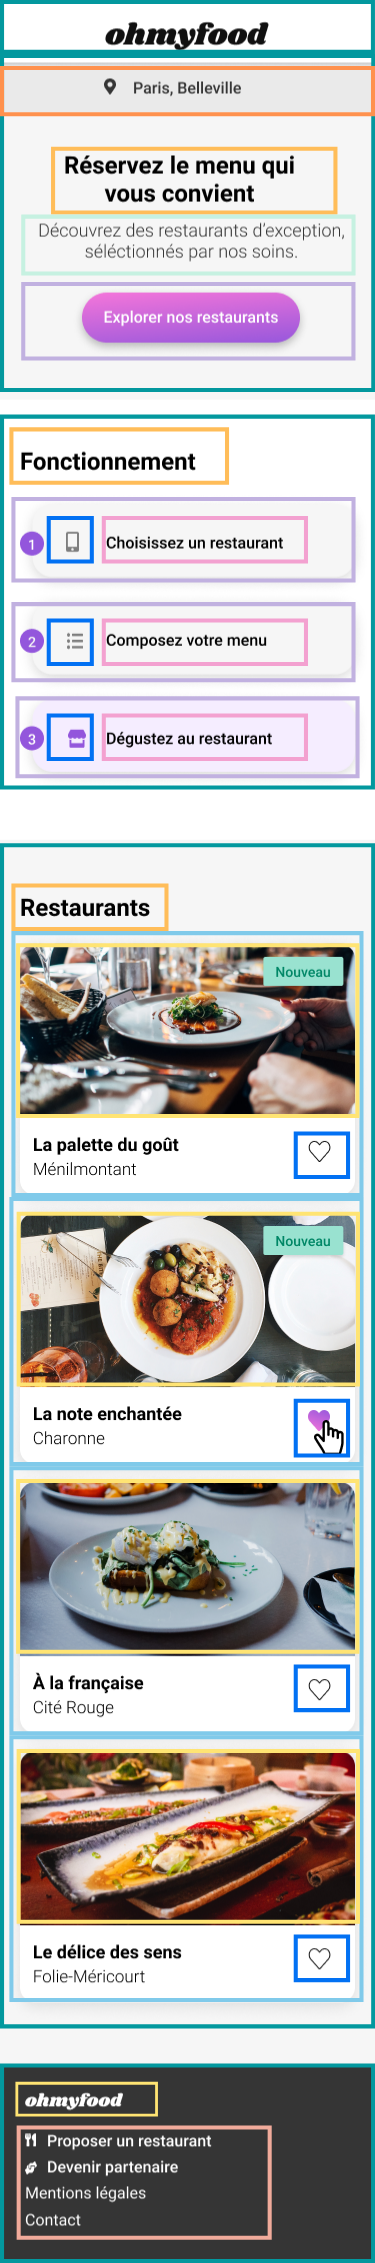 ohmyfood
Paris, Belleville
Réservez le menu qui
vous convient
Découvrez des restaurants d'exception,
séléctionnés par nos soins.
Explorer nos restaurants
Fonctionnement
1 Choisissez un restaurant
2 Composez votre menu
3 Dégustez au restaurant
Restaurants
Nouveau
La palette du goût
Ménilmontant
Nouveau
La note enchantée
Charonne
À la française
Cité Rouge
Le délice des sens
Folie-Méricourt
ohmyfood
Proposer un restaurant
Devenir partenaire
Mentions légales
Contact